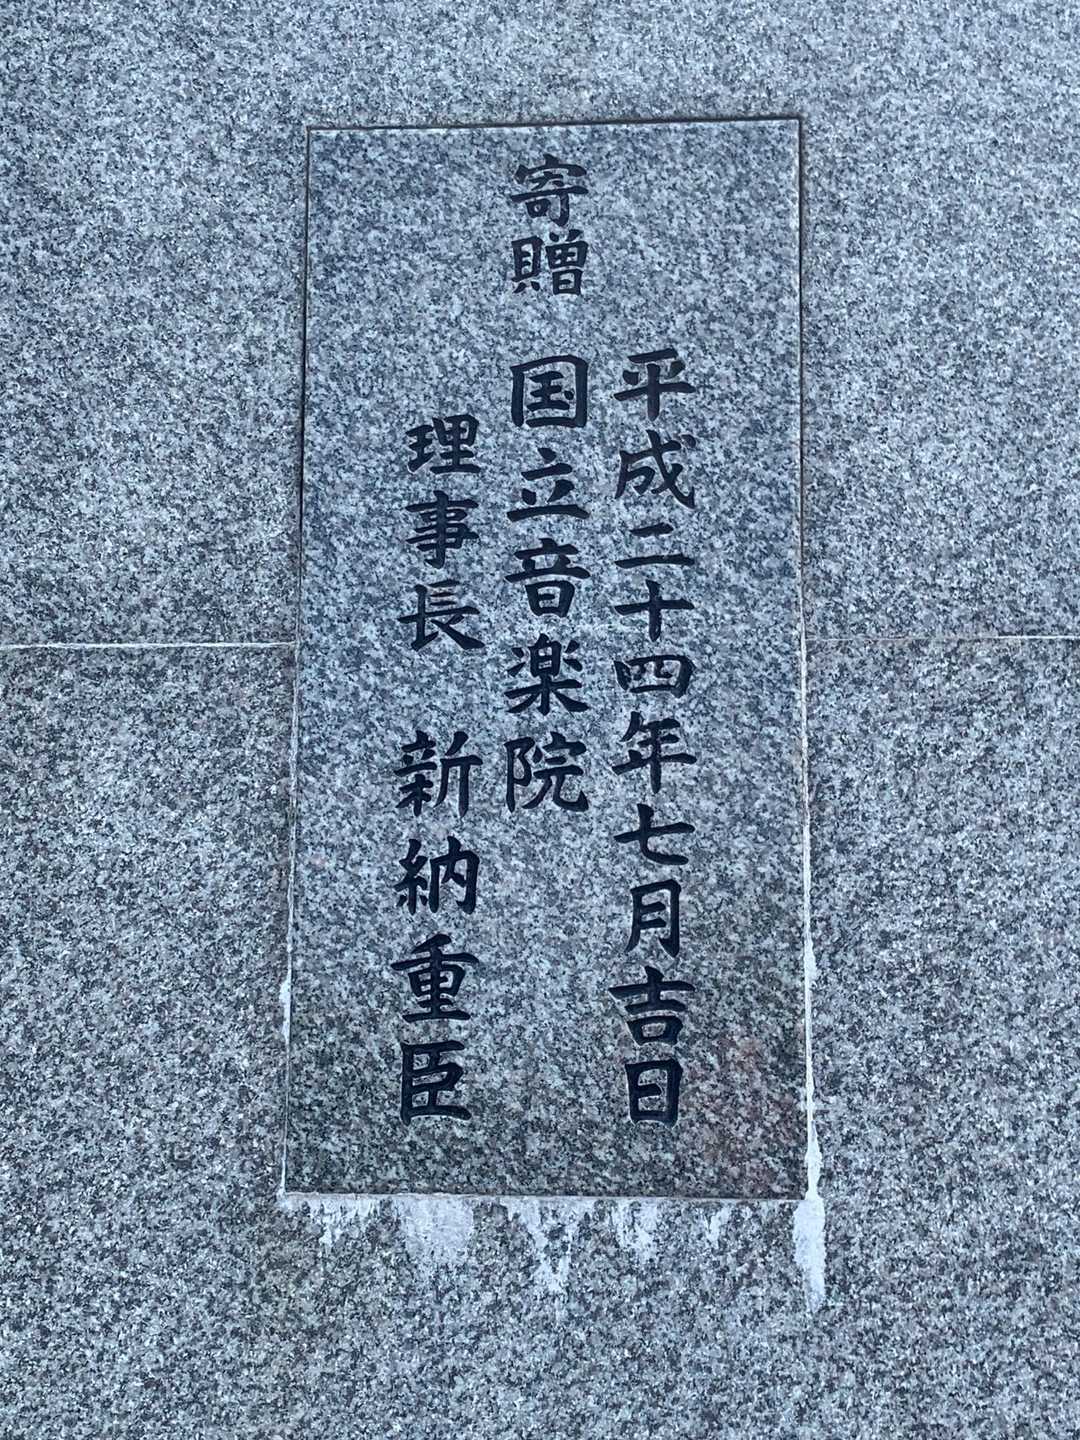 平成二十四年七月吉日
寄贈 国立音楽院
理事長 新納重臣